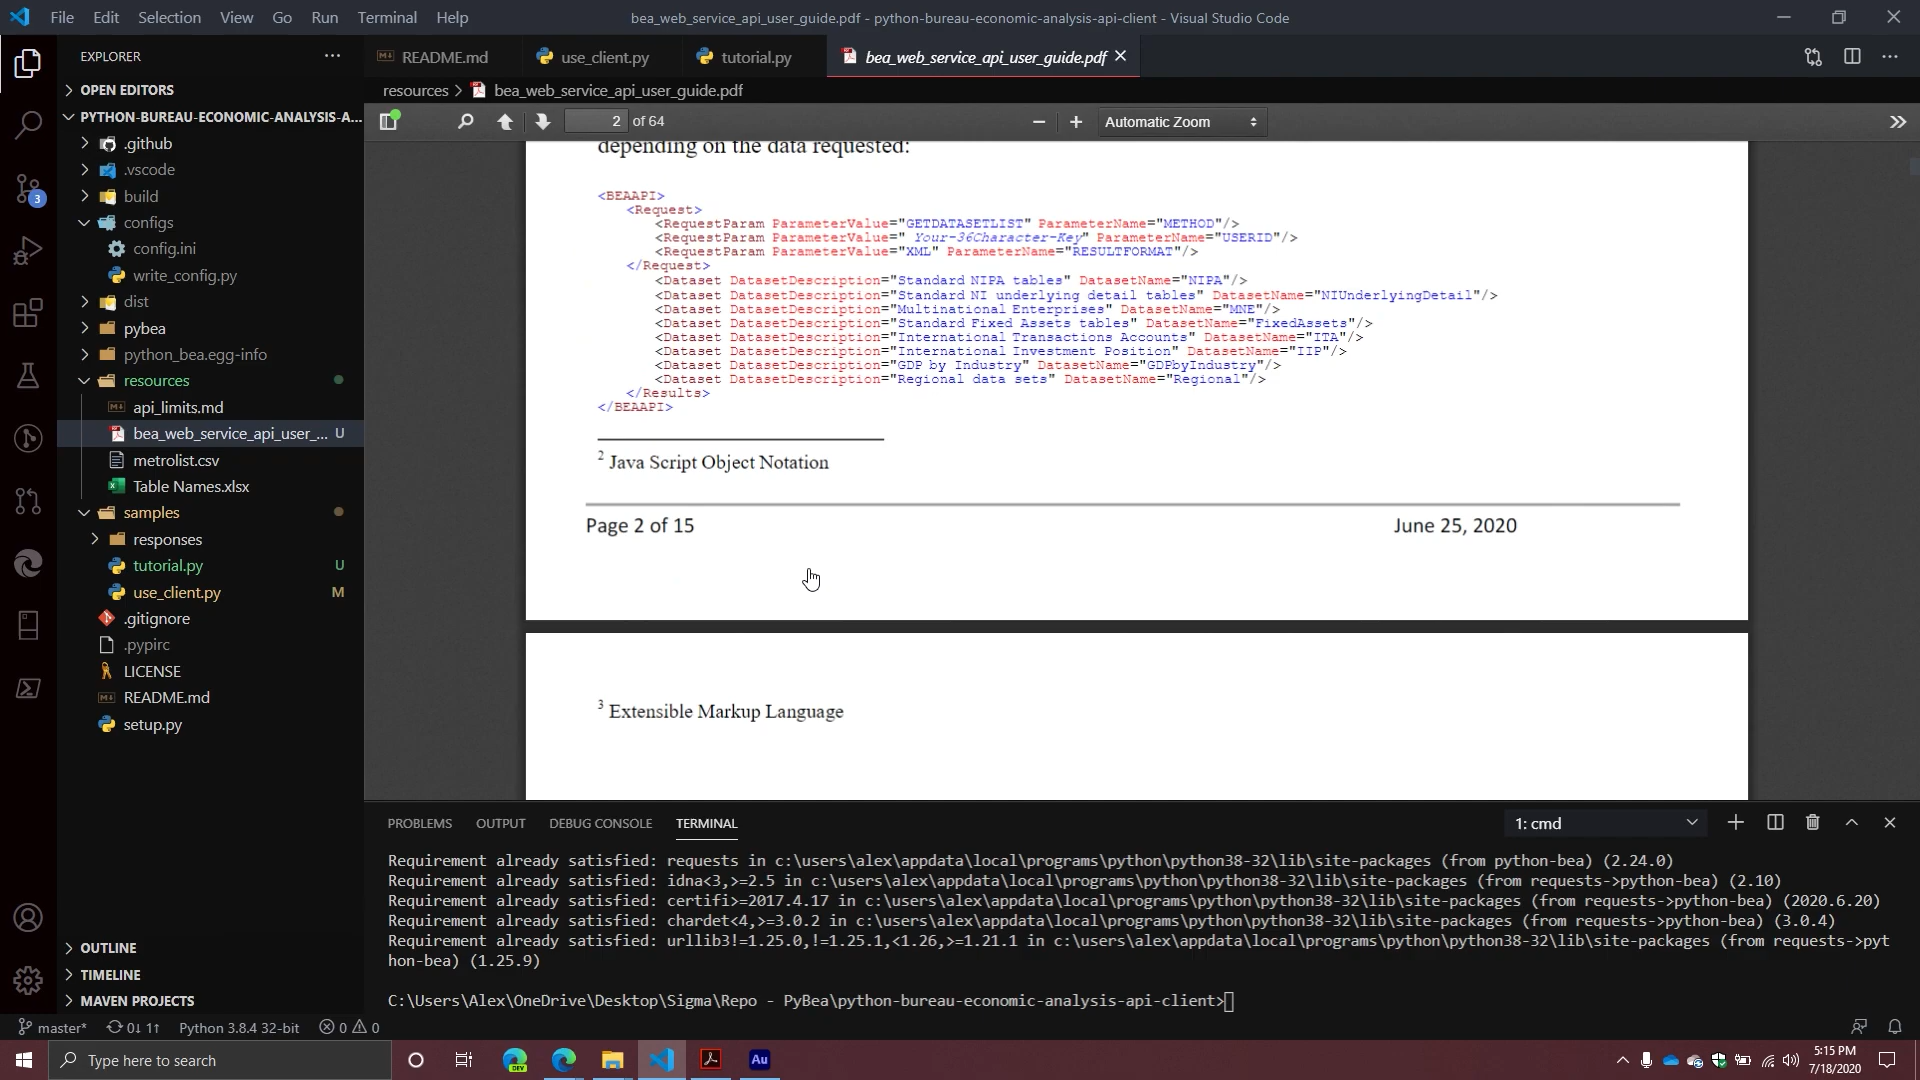 File Edit Selection View Go Run Terminal Help
bea_web_service_api_user_guide.pdf - python-bureau-economic-analysis-api-client - Visual Studio Code
EXPLORER
README.md
use_client.py
tutorial.py
bea_web_service_api_user_guide.pdf
OPEN EDITORS
resources > bea_web_service_api_user_guide.pdf
PYTHON-BUREAU-ECONOMIC-ANALYSIS-A...
2 of 64
Automatic Zoom
.github
.vscode
build
configs
config.ini
write_config.py
dist
pybea
python_bea.egg-info
resources
api_limits.md
bea_web_service_api_user_... U
metrolist.csv
Table Names.xlsx
samples
responses
tutorial.py U
use_client.py M
.gitignore
.pypirc
LICENSE
README.md
setup.py
OUTLINE
TIMELINE
MAVEN PROJECTS
3
depending on the data requested:
<BEAAPI>
<Request>
<RequestParam ParameterValue="GETDATASETLIST" ParameterName="METHOD"/>
<RequestParam ParameterValue=" Your-36Character-Key" ParameterName="USERID"/>
<RequestParam ParameterValue="XML" ParameterName="RESULTFORMAT"/>
</Request>
<Dataset DatasetDescription="Standard NIPA tables" DatasetName="NIPA"/>
<Dataset DatasetDescription="Standard NI underlying detail tables" DatasetName="NIUnderlyingDetail"/>
<Dataset DatasetDescription="Multinational Enterprises" DatasetName="MNE"/>
<Dataset DatasetDescription="Standard Fixed Assets tables" DatasetName="FixedAssets"/>
<Dataset DatasetDescription="International Transactions Accounts" DatasetName="ITA"/>
<Dataset DatasetDescription="International Investment Position" DatasetName="IIP"/>
<Dataset DatasetDescription="GDP by Industry" DatasetName="GDPbyIndustry"/>
<Dataset DatasetDescription="Regional data sets" DatasetName="Regional"/>
</Results>
</BEAAPI>
2 Java Script Object Notation
Page 2 of 15 June 25, 2020
3 Extensible Markup Language
PROBLEMS OUTPUT DEBUG CONSOLE TERMINAL
1: cmd
Requirement already satisfied: requests in c:\users\alex\appdata\local\programs\python\python38-32\lib\site-packages (from python-bea) (2.24.0)
Requirement already satisfied: idna<3,>=2.5 in c:\users\alex\appdata\local\programs\python\python38-32\lib\site-packages (from requests->python-bea) (2.10)
Requirement already satisfied: certifi>=2017.4.17 in c:\users\alex\appdata\local\programs\python\python38-32\lib\site-packages (from requests->python-bea) (2020.6.20)
Requirement already satisfied: chardet<4,>=3.0.2 in c:\users\alex\appdata\local\programs\python\python38-32\lib\site-packages (from requests->python-bea) (3.0.4)
Requirement already satisfied: urllib3!=1.25.0,!=1.25.1,<1.26,>=1.21.1 in c:\users\alex\appdata\local\programs\python\python38-32\lib\site-packages (from requests->pyt
hon-bea) (1.25.9)
C:\Users\Alex\OneDrive\Desktop\Sigma\Repo - PyBea\python-bureau-economic-analysis-api-client>
master* 0↓ 1↑ Python 3.8.4 32-bit 0 0
Type here to search
DEV
Au
5:15 PM
7/18/2020